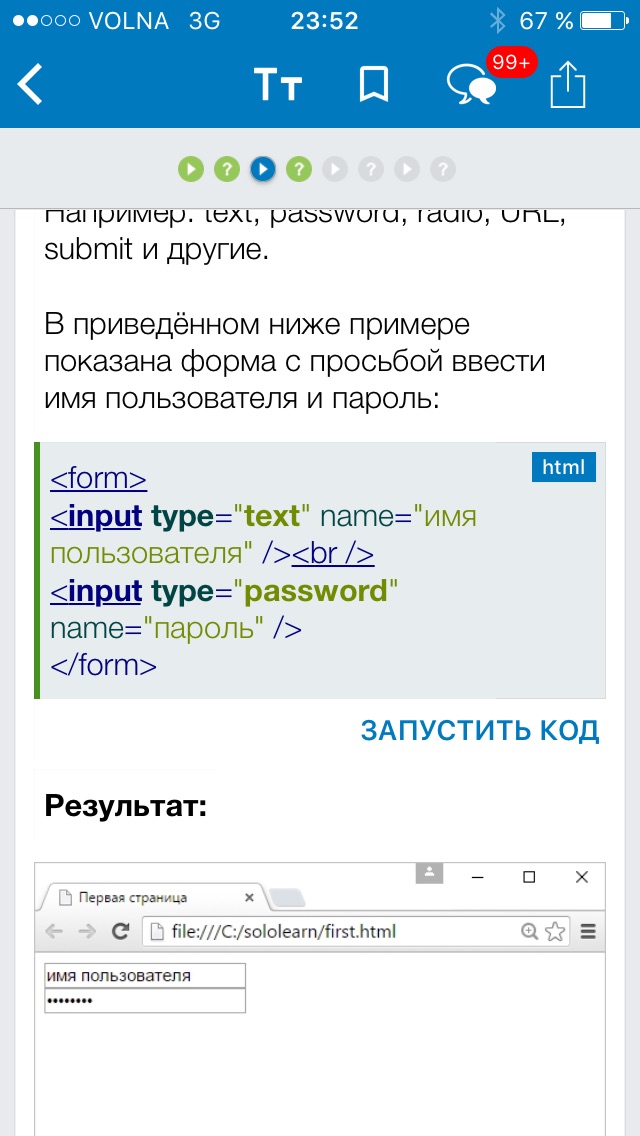 VOLNA 3G 23:52 67 %
Тт 99+
? ? ? ?
Например: text, password, radio, URL,
submit и другие.
В приведённом ниже примере
показана форма с просьбой ввести
имя пользователя и пароль:
html
<form>
<input type="text" name="имя
пользователя" /><br />
<input type="password"
name="пароль" />
</form>
ЗАПУСТИТЬ КОД
Результат:
Первая страница
file:///C:/sololearn/first.html
имя пользователя
••••••••